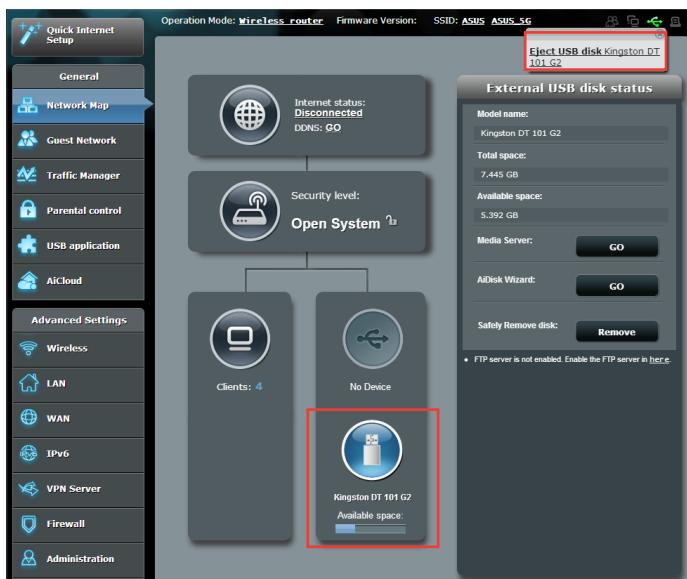 Quick Internet
Setup
Operation Mode: Wireless router Firmware Version: SSID: ASUS ASUS_5G
Eject USB disk Kingston DT
101 G2
General
Network Map
Guest Network
Traffic Manager
Parental control
USB application
AiCloud
Advanced Settings
Wireless
LAN
WAN
IPv6
VPN Server
Firewall
Administration
Internet status:
Disconnected
DDNS: GO
Security level:
Open System
Clients: 4
No Device
Kingston DT 101 G2
Available space:
External USB disk status
Model name:
Kingston DT 101 G2
Total space:
7.445 GB
Available space:
5.392 GB
Media Server: GO
AiDisk Wizard: GO
Safely Remove disk: Remove
• FTP server is not enabled. Enable the FTP server in here.